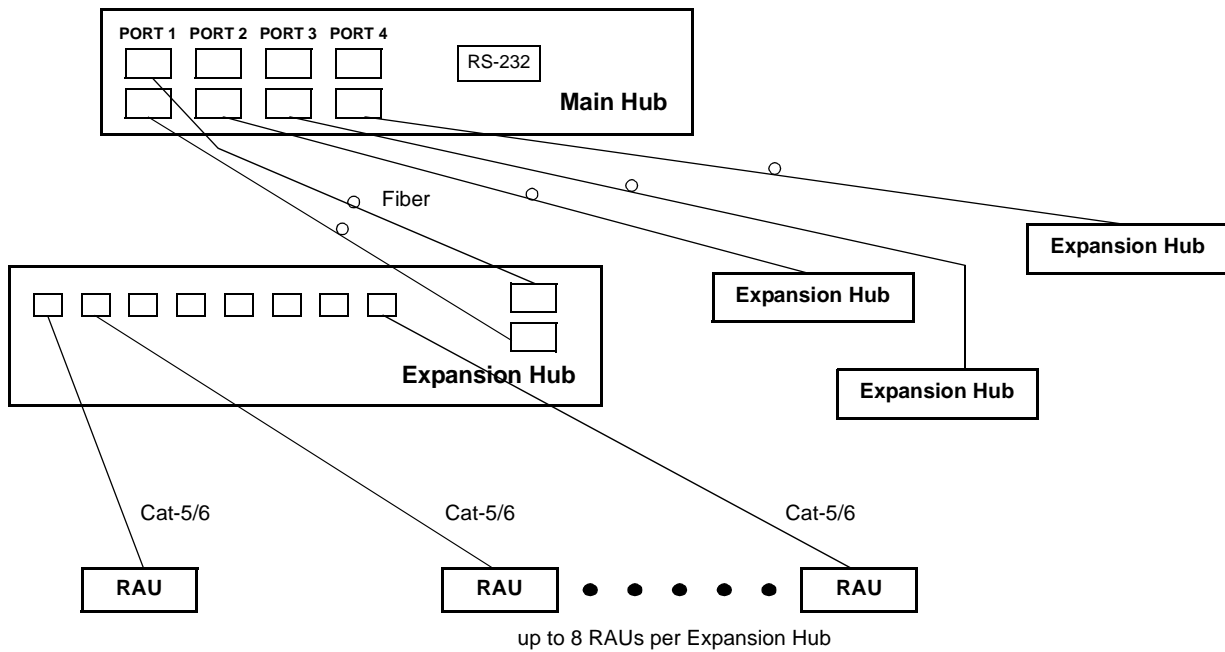 PORT 1 PORT 2 PORT 3 PORT 4
RS-232
Main Hub
Fiber
Expansion Hub
Expansion Hub
Expansion Hub
Expansion Hub
Cat-5/6 Cat-5/6 Cat-5/6
RAU RAU RAU
up to 8 RAUs per Expansion Hub